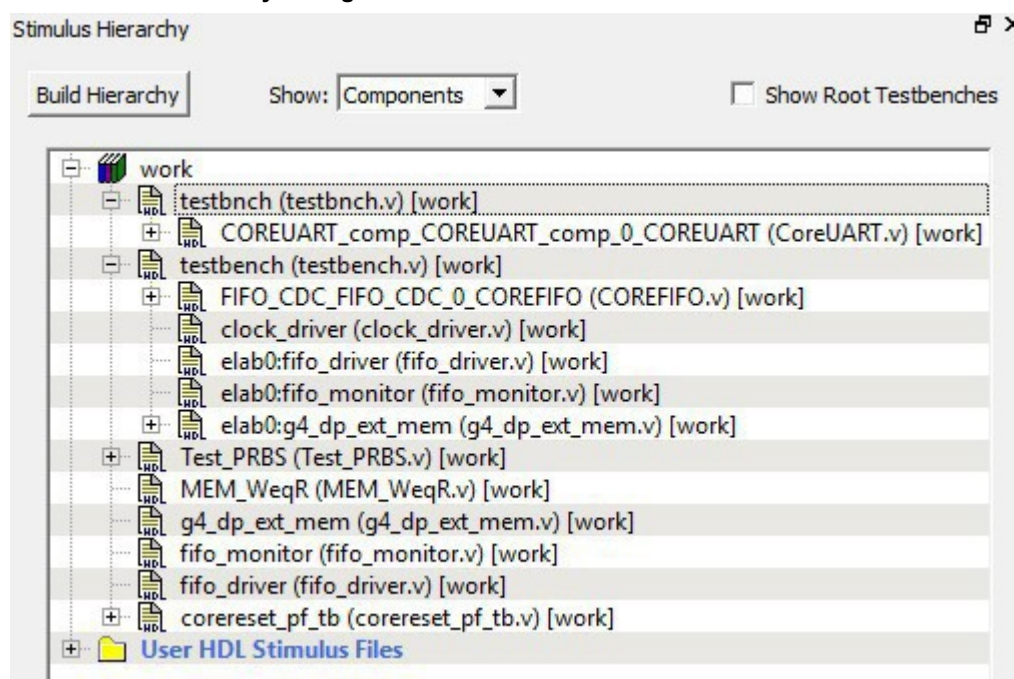 Stimulus Hierarchy
Build Hierarchy Show: Components Show Root Testbenches
work
testbnch (testbnch.v) [work]
COREUART_comp_COREUART_comp_0_COREUART (CoreUART.v) [work]
testbench (testbench.v) [work]
FIFO_CDC_FIFO_CDC_0_COREFIFO (COREFIFO.v) [work]
clock_driver (clock_driver.v) [work]
elab0:fifo_driver (fifo_driver.v) [work]
elab0:fifo_monitor (fifo_monitor.v) [work]
elab0:g4_dp_ext_mem (g4_dp_ext_mem.v) [work]
Test_PRBS (Test_PRBS.v) [work]
MEM_WeqR (MEM_WeqR.v) [work]
g4_dp_ext_mem (g4_dp_ext_mem.v) [work]
fifo_monitor (fifo_monitor.v) [work]
fifo_driver (fifo_driver.v) [work]
corereset_pf_tb (corereset_pf_tb.v) [work]
User HDL Stimulus Files